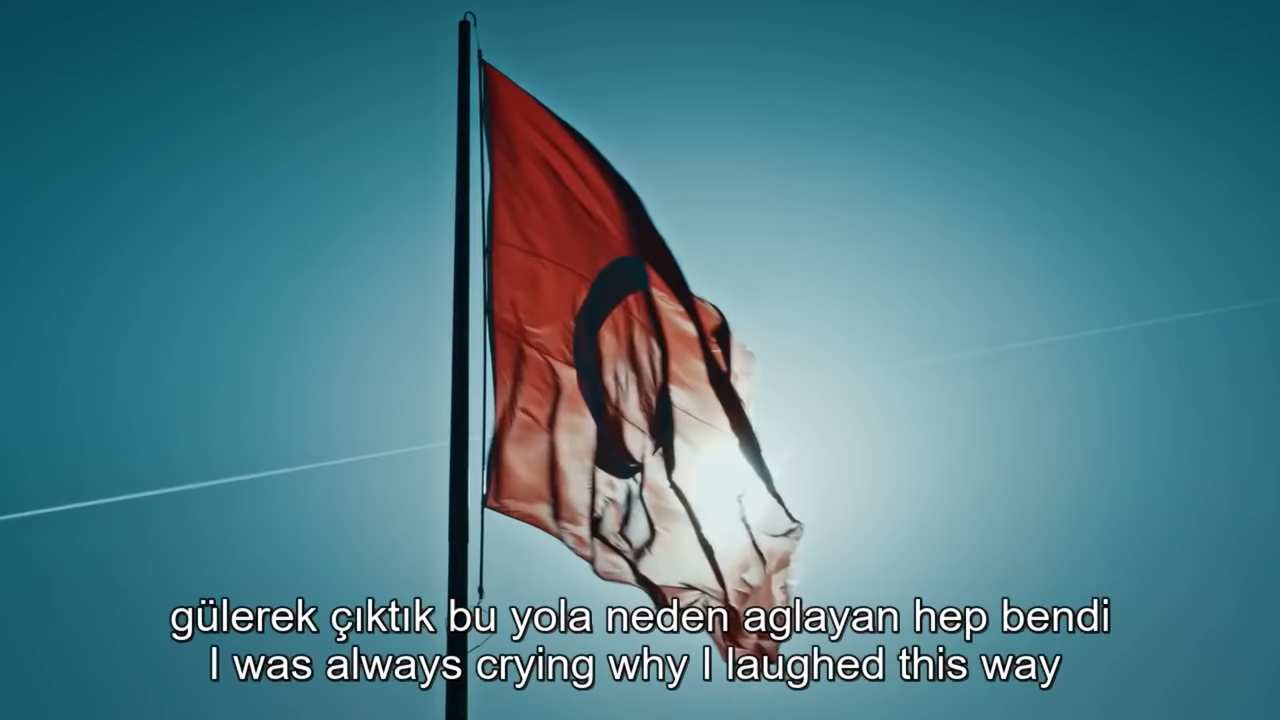 gülerek çıktık bu yola neden aglayan hep bendi
I was always crying why I laughed this way